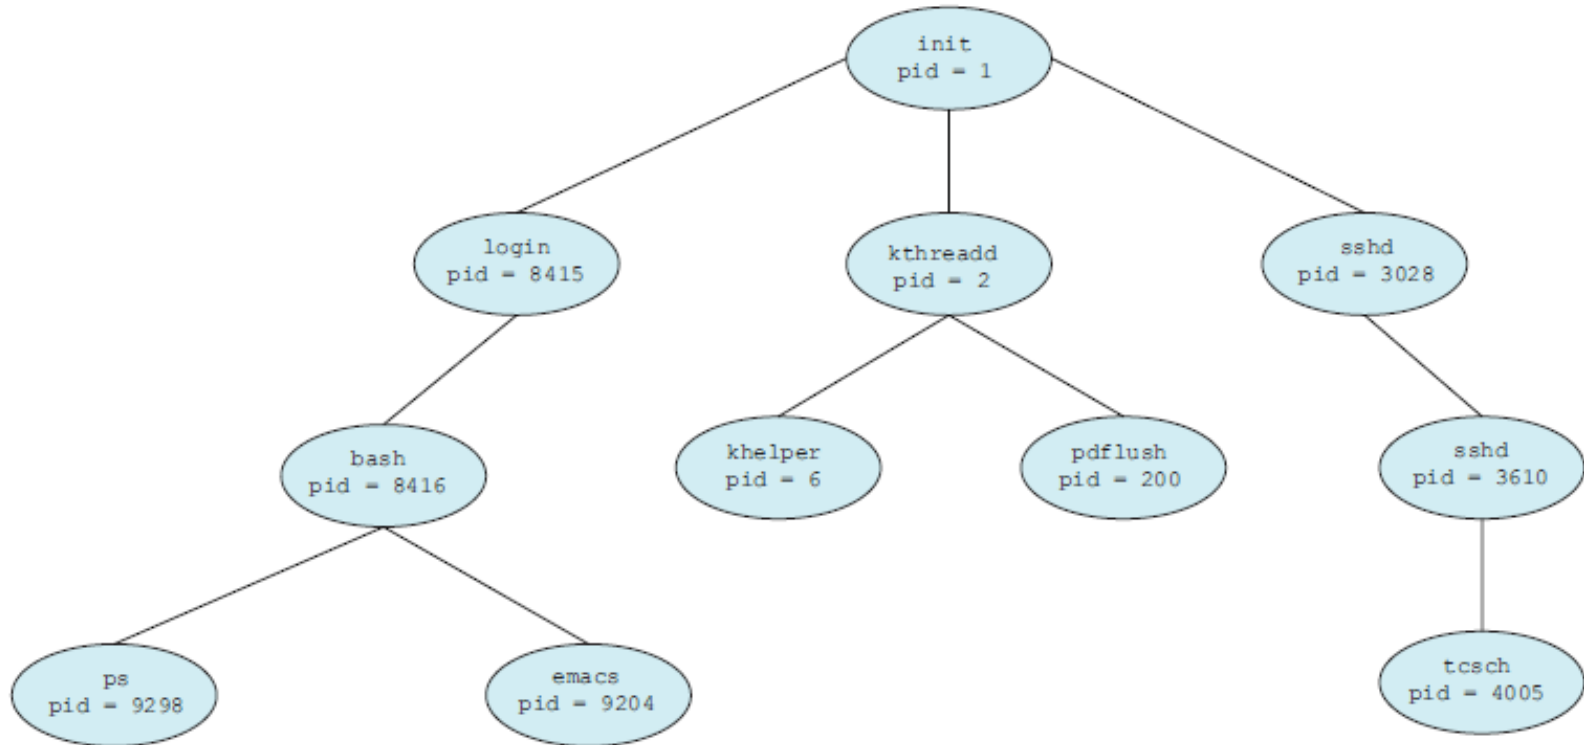 init
pid = 1
login
pid = 8415
kthreadd
pid = 2
sshd
pid = 3028
bash
pid = 8416
khelper
pid = 6
pdflush
pid = 200
sshd
pid = 3610
ps
pid = 9298
emacs
pid = 9204
tcsch
pid = 4005